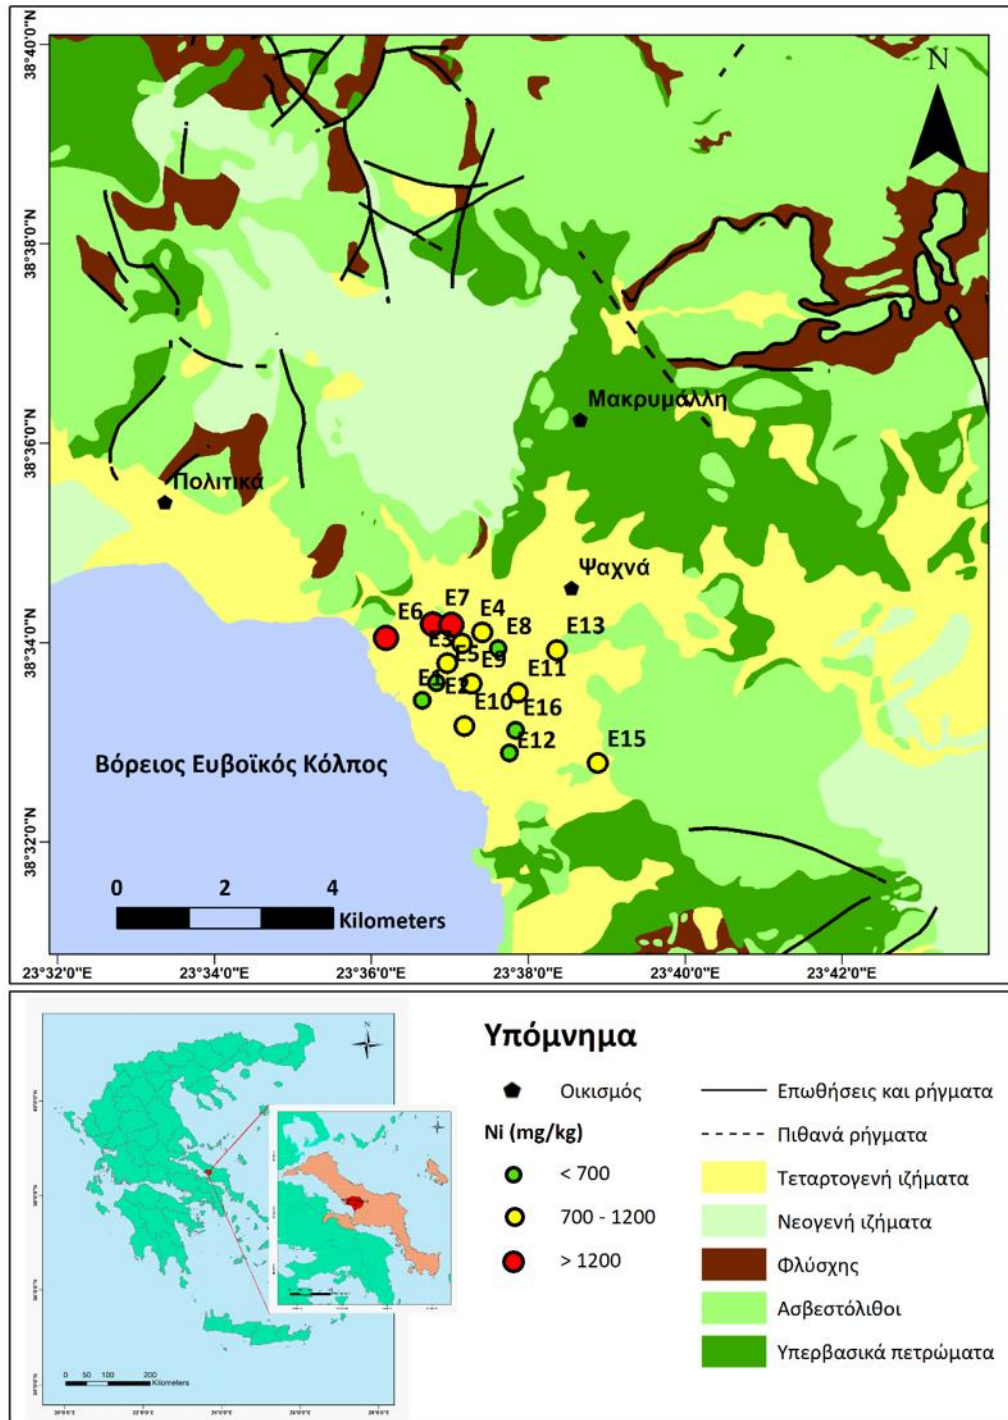 38°40'0"N
N
38°38'0"N
Μακρυμάλλη
38°36'0"N
Πολιτικά
Ψαχνά
E6
E7
E4
E8
E13
38°34'0"N
E3
E5
E9
E11
E1
E2
E10
E16
E12
E15
Βόρειος Ευβοϊκός Κόλπος
38°32'0"N
0 2 4
Kilometers
23°32'0"E 23°34'0"E 23°36'0"E 23°38'0"E 23°40'0"E 23°42'0"E
Υπόμνημα
Οικισμός
Ni (mg/kg)
< 700
700 - 1200
> 1200
Επωθήσεις και ρήγματα
Πιθανά ρήγματα
Τεταρτογενή ιζήματα
Νεογενή ιζήματα
Φλύσχης
Ασβεστόλιθοι
Υπερβασικά πετρώματα
N
0 50 100 200
Kilometers